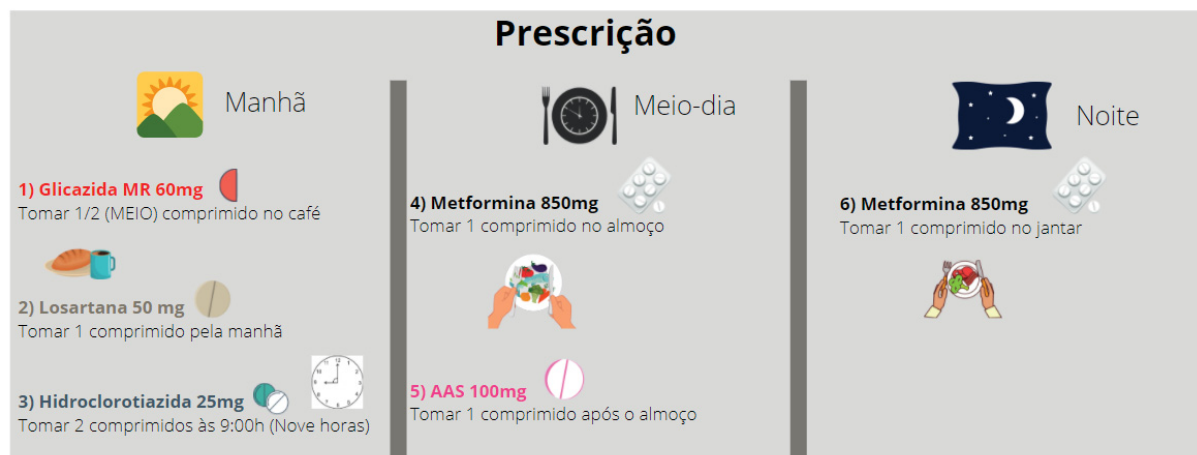 Prescrição
Manhã
1) Glicazida MR 60mg
Tomar 1/2 (MEIO) comprimido no café
2) Losartana 50 mg
Tomar 1 comprimido pela manhã
3) Hidroclorotiazida 25mg
Tomar 2 comprimidos às 9:00h (Nove horas)
Meio-dia
4) Metformina 850mg
Tomar 1 comprimido no almoço
5) AAS 100mg
Tomar 1 comprimido após o almoço
Noite
6) Metformina 850mg
Tomar 1 comprimido no jantar